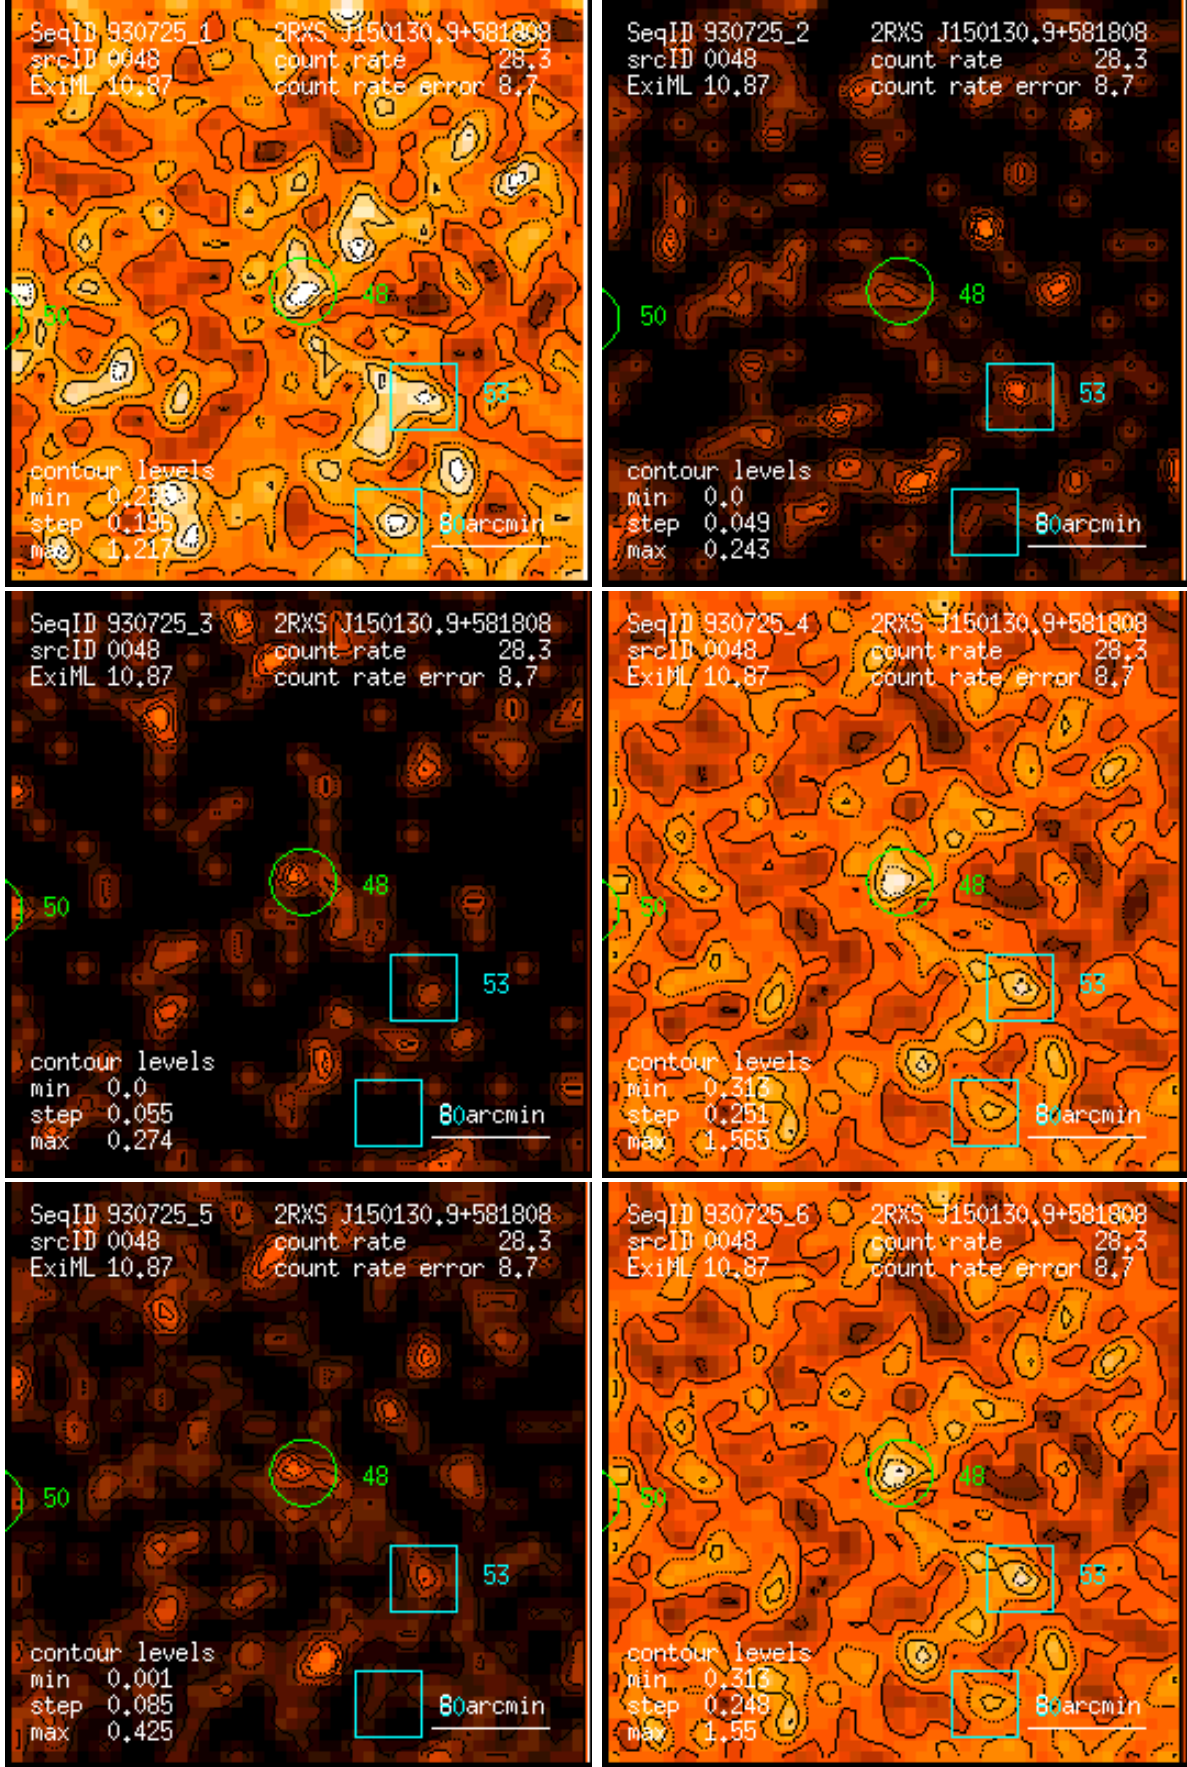 SeqID 930725_1 2RXS J150130.9+581808
srcID 0048 count rate 28.3
ExiML 10.87 count rate error 8.7
48
50
53
contour levels
min
step 0.196
max 1.217
arcmin
SeqID 930725_2 2RXS J150130.9+581808
srcID 0048 count rate 28.3
ExiML 10.87 count rate error 8.7
48
50
53
contour levels
min 0.0
step 0.049
max 0.243
arcmin
SeqID 930725_3 2RXS J150130.9+581808
srcID 0048 count rate 28.3
ExiML 10.87 count rate error 8.7
48
50
53
contour levels
min 0.0
step 0.055
max 0.274
arcmin
SeqID 930725_4 2RXS J150130.9+581808
srcID 0048 count rate 28.3
ExiML 10.87 count rate error 8.7
48
50
53
contour levels
min 0.313
step 0.251
max 1.565
arcmin
SeqID 930725_5 2RXS J150130.9+581808
srcID 0048 count rate 28.3
ExiML 10.87 count rate error 8.7
48
50
53
contour levels
min 0.001
step 0.085
max 0.425
arcmin
SeqID 930725_6 2RXS J150130.9+581808
srcID 0048 count rate 28.3
ExiML 10.87 count rate error 8.7
48
50
53
contour levels
min 0.313
step 0.248
max 1.55
arcmin